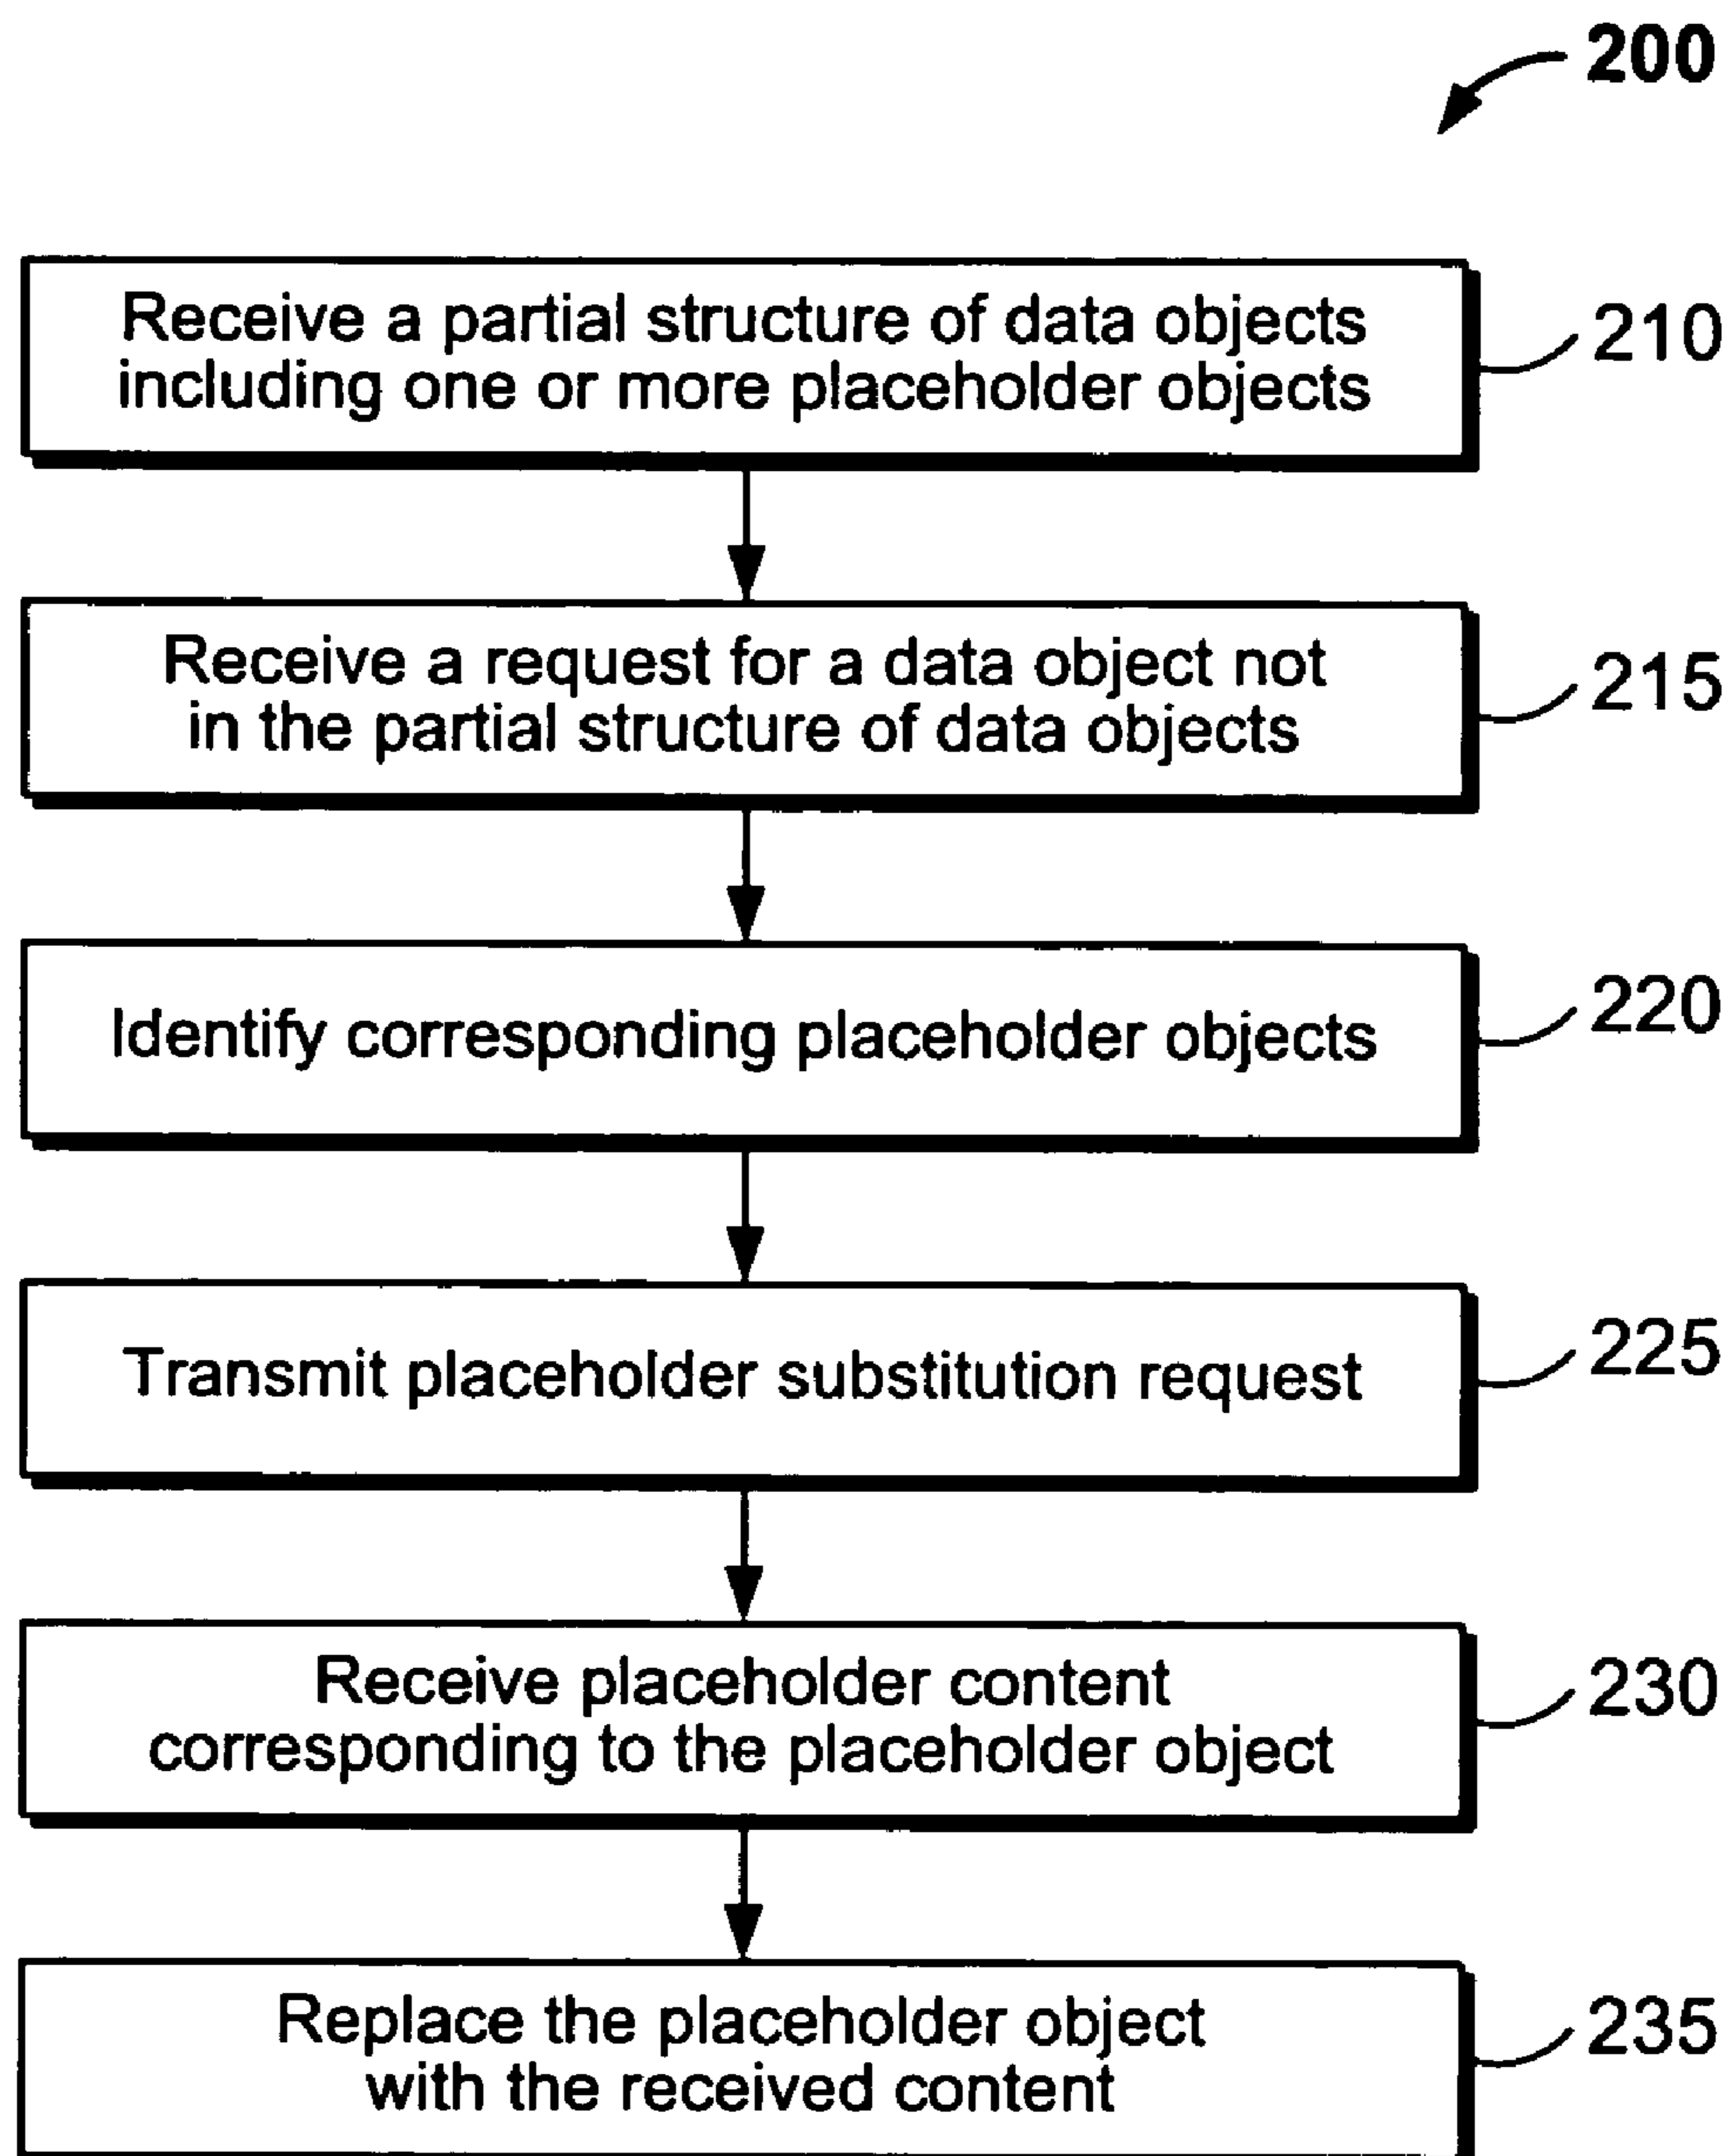 200
Receive a partial structure of data objects
including one or more placeholder objects
210
Receive a request for a data object not
in the partial structure of data objects
215
Identify corresponding placeholder objects
220
Transmit placeholder substitution request
225
Receive placeholder content
corresponding to the placeholder object
230
Replace the placeholder object
with the received content
235